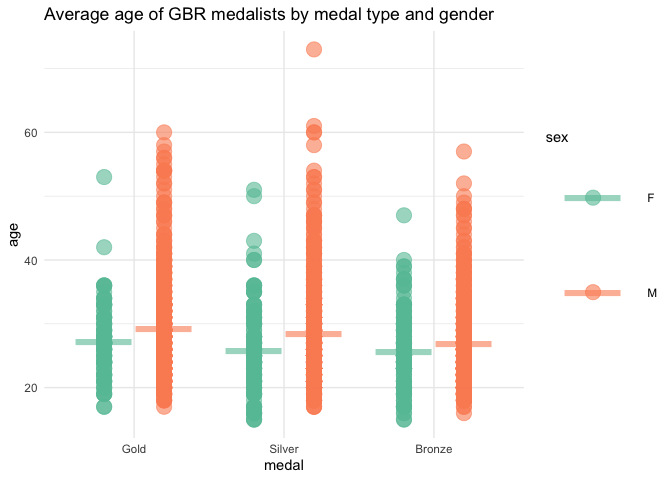 Average age of GBR medalists by medal type and gender
age
60
40
20
Gold Silver Bronze
medal
sex
F
M